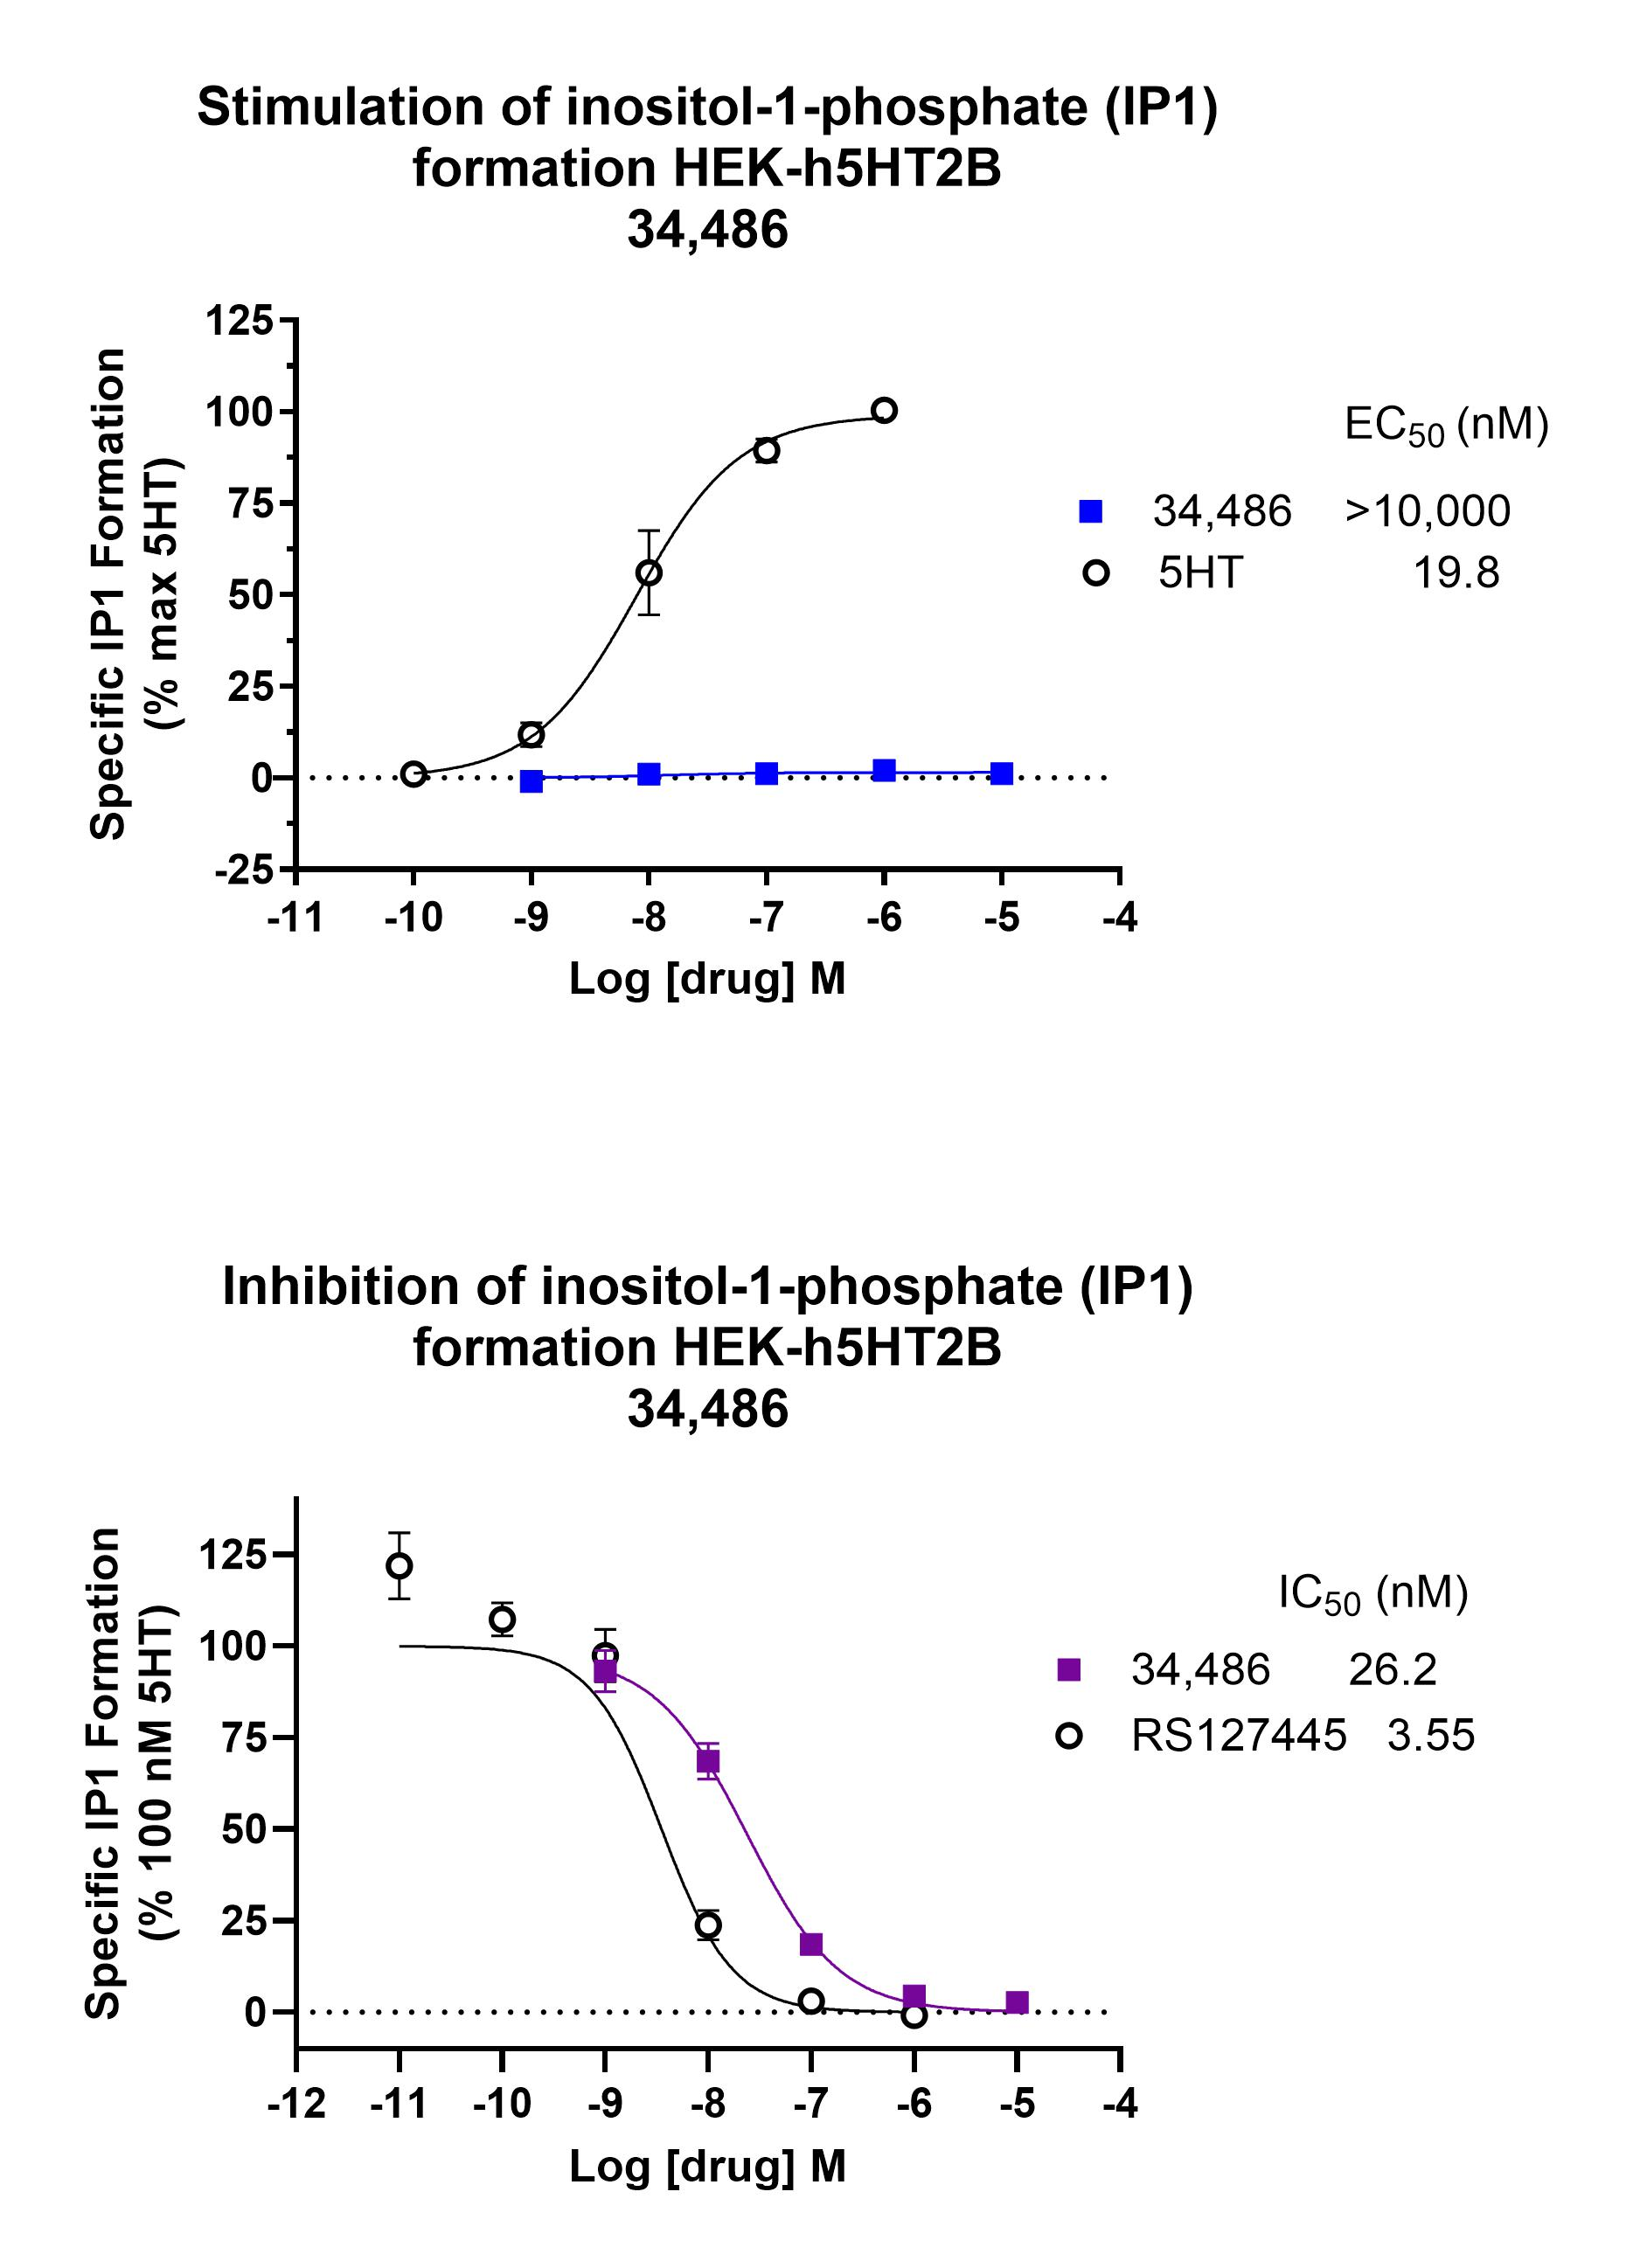 Stimulation of inositol-1-phosphate (IP1)
formation HEK-h5HT2B
34,486
Specific IP1 Formation
(% max 5HT)
125
100
75
50
25
0
-25
-11 -10 -9 -8 -7 -6 -5 -4
Log [drug] M
EC50 (nM)
34,486 >10,000
5HT 19.8
Inhibition of inositol-1-phosphate (IP1)
formation HEK-h5HT2B
34,486
Specific IP1 Formation
(% 100 nM 5HT)
125
100
75
50
25
0
-12 -11 -10 -9 -8 -7 -6 -5 -4
Log [drug] M
IC50 (nM)
34,486 26.2
RS127445 3.55